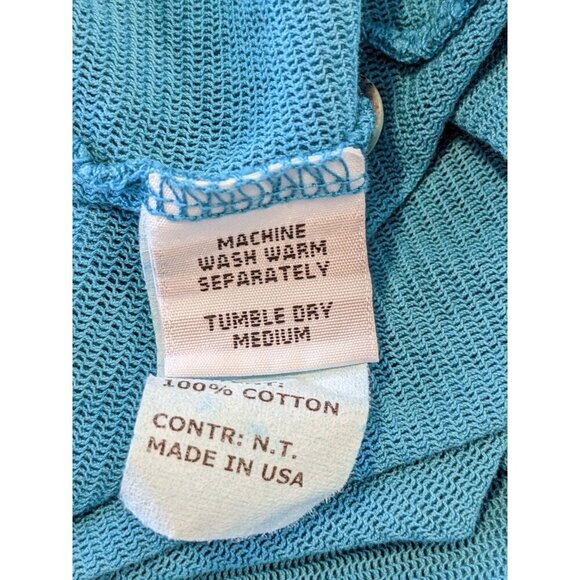 MACHINE
WASH WARM
SEPARATELY
TUMBLE DRY
MEDIUM
100% COTTON
CONTR: N.T.
MADE IN USA